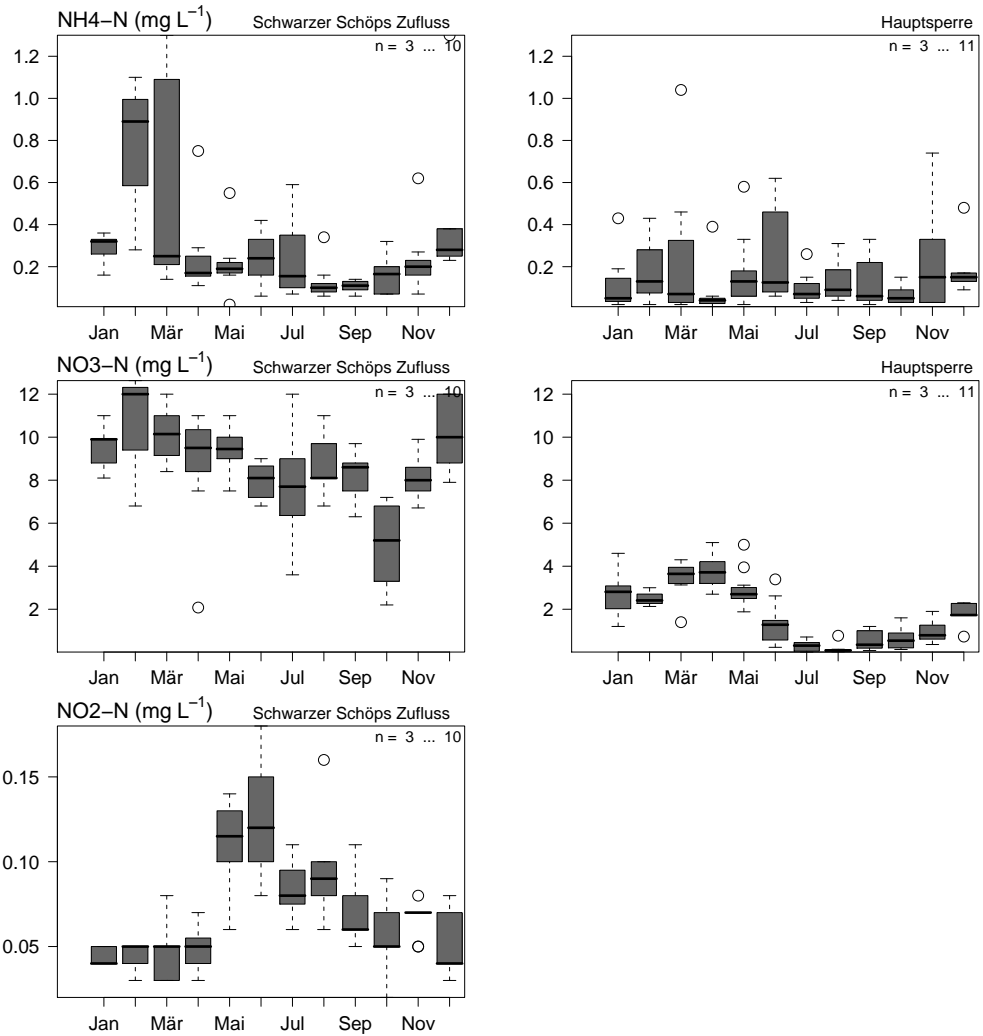 NH4−N (mg L⁻¹) Schwarzer Schöps Zufluss
n = 3 ... 10
1.2
1.0
0.8
0.6
0.4
0.2
Jan Mär Mai Jul Sep Nov
Hauptsperre
n = 3 ... 11
1.2
1.0
0.8
0.6
0.4
0.2
Jan Mär Mai Jul Sep Nov
NO3−N (mg L⁻¹) Schwarzer Schöps Zufluss
n = 3 ... 10
12
10
8
6
4
2
Jan Mär Mai Jul Sep Nov
Hauptsperre
n = 3 ... 11
12
10
8
6
4
2
Jan Mär Mai Jul Sep Nov
NO2−N (mg L⁻¹) Schwarzer Schöps Zufluss
n = 3 ... 10
0.15
0.10
0.05
Jan Mär Mai Jul Sep Nov